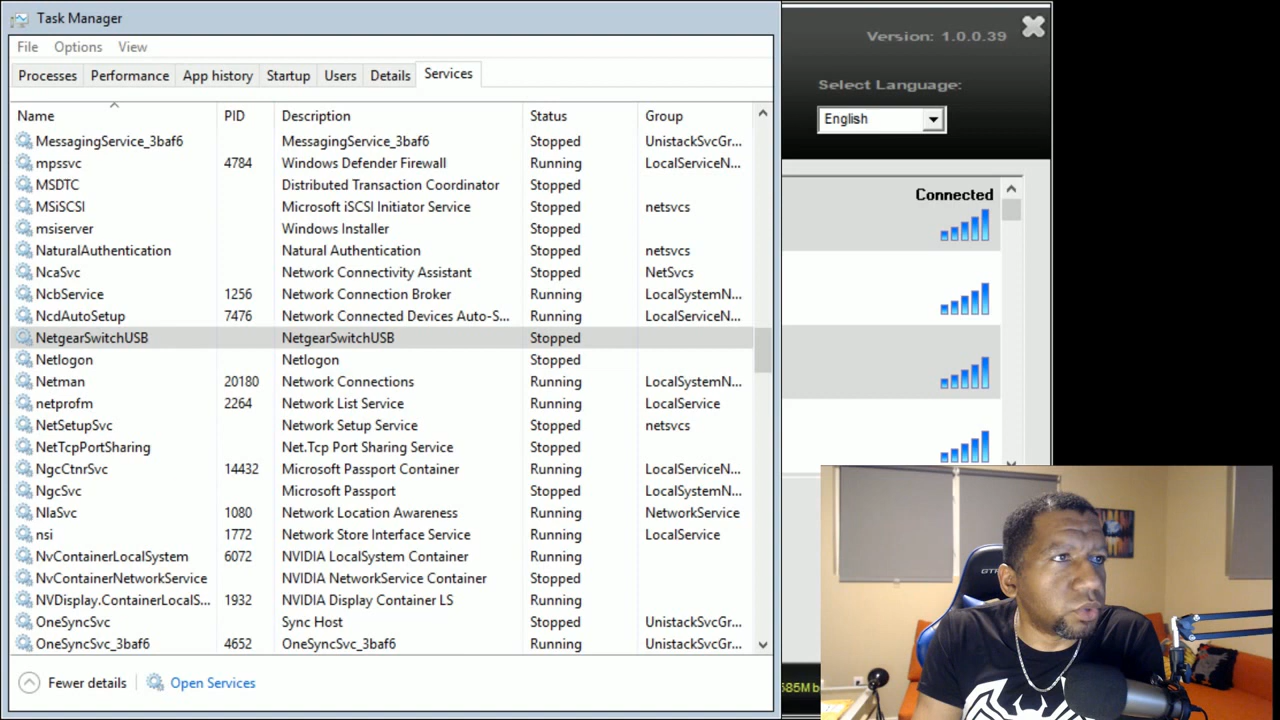 Task Manager
File Options View
Processes Performance App history Startup Users Details Services
Name PID Description Status Group
MessagingService_3baf6 MessagingService_3baf6 Stopped UnistackSvcGr...
mpssvc 4784 Windows Defender Firewall Running LocalServiceN...
MSDTC Distributed Transaction Coordinator Stopped
MSiSCSI Microsoft iSCSI Initiator Service Stopped netsvcs
msiserver Windows Installer Stopped
NaturalAuthentication Natural Authentication Stopped netsvcs
NcaSvc Network Connectivity Assistant Stopped NetSvcs
NcbService 1256 Network Connection Broker Running LocalSystemN...
NcdAutoSetup 7476 Network Connected Devices Auto-S... Running LocalServiceN...
NetgearSwitchUSB NetgearSwitchUSB Stopped
Netlogon Netlogon Stopped
Netman 20180 Network Connections Running LocalSystemN...
netprofm 2264 Network List Service Running LocalService
NetSetupSvc Network Setup Service Stopped netsvcs
NetTcpPortSharing Net.Tcp Port Sharing Service Stopped
NgcCtnrSvc 14432 Microsoft Passport Container Running LocalServiceN...
NgcSvc Microsoft Passport Stopped LocalSystemN...
NlaSvc 1080 Network Location Awareness Running NetworkService
nsi 1772 Network Store Interface Service Running LocalService
NvContainerLocalSystem 6072 NVIDIA LocalSystem Container Running
NvContainerNetworkService NVIDIA NetworkService Container Stopped
NVDisplay.ContainerLocalS... 1932 NVIDIA Display Container LS Running
OneSyncSvc Sync Host Stopped UnistackSvcGr...
OneSyncSvc_3baf6 4652 OneSyncSvc_3baf6 Running UnistackSvcGr...
Fewer details Open Services
Version: 1.0.0.39
Select Language:
English
Connected